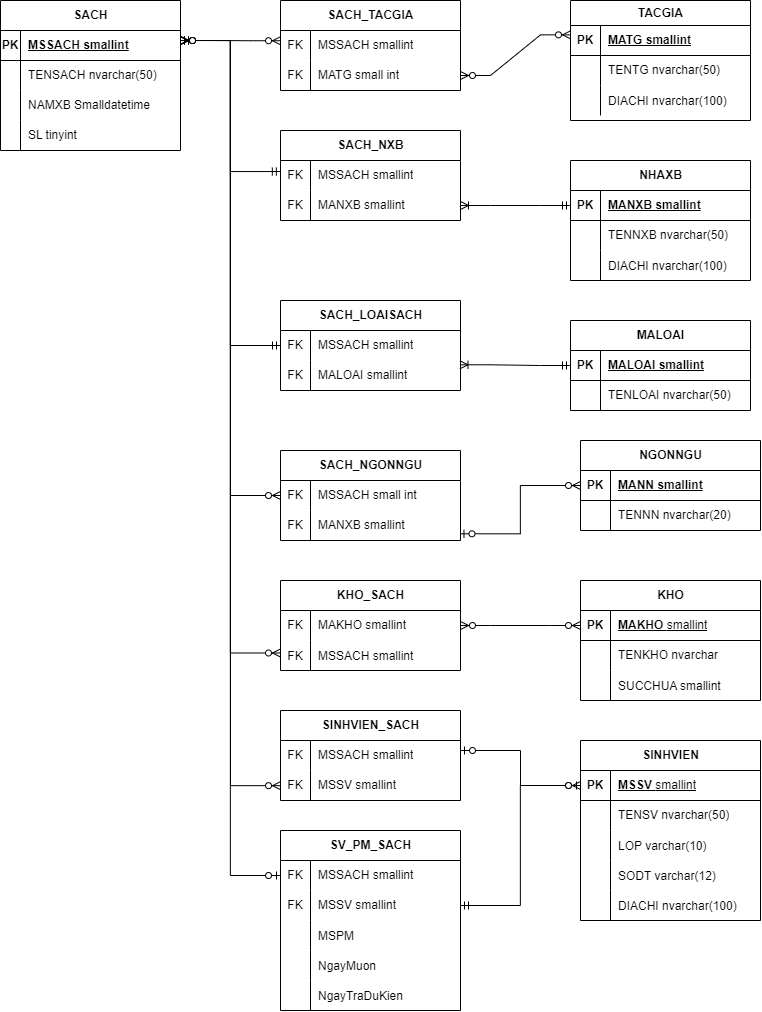 SACH
PK MSSACH smallint
TENSACH nvarchar(50)
NAMXB Smalldatetime
SL tinyint
SACH_TACGIA
FK MSSACH smallint
FK MATG small int
TACGIA
PK MATG smallint
TENTG nvarchar(50)
DIACHI nvarchar(100)
SACH_NXB
FK MSSACH smallint
FK MANXB smallint
NHAXB
PK MANXB smallint
TENNXB nvarchar(50)
DIACHI nvarchar(100)
SACH_LOAISACH
FK MSSACH smallint
FK MALOAI smallint
MALOAI
PK MALOAI smallint
TENLOAI nvarchar(50)
SACH_NGONNGU
FK MSSACH small int
FK MANXB smallint
NGONNGU
PK MANN smallint
TENNN nvarchar(20)
KHO_SACH
FK MAKHO smallint
FK MSSACH smallint
KHO
PK MAKHO smallint
TENKHO nvarchar
SUCCHUA smallint
SINHVIEN_SACH
FK MSSACH smallint
FK MSSV smallint
SINHVIEN
PK MSSV smallint
TENSV nvarchar(50)
LOP varchar(10)
SODT varchar(12)
DIACHI nvarchar(100)
SV_PM_SACH
FK MSSACH smallint
FK MSSV smallint
MSPM
NgayMuon
NgayTraDuKien